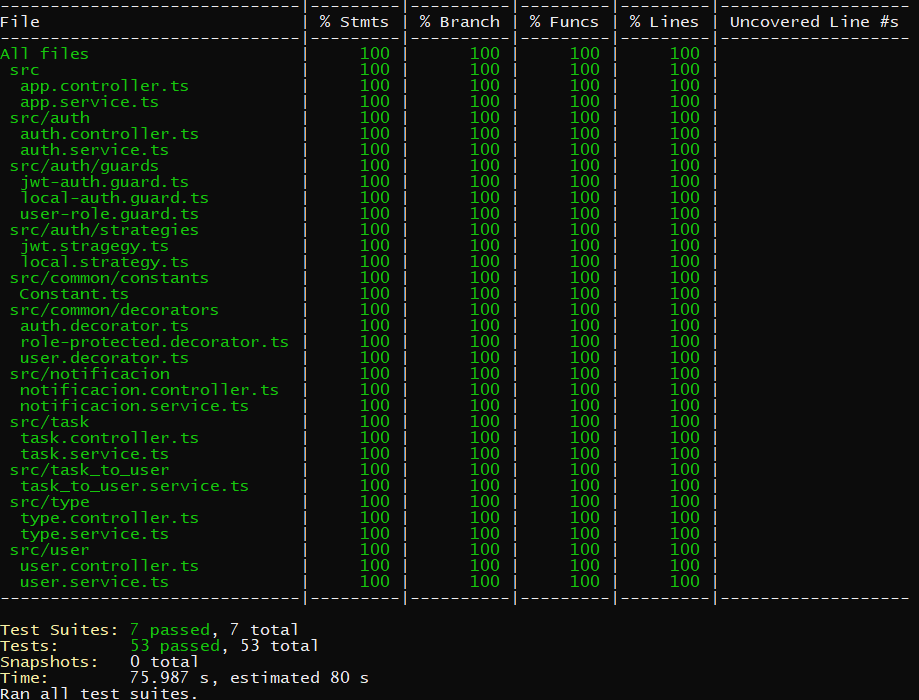 -------------------------------|---------|----------|---------|---------|-------------------
File | % Stmts | % Branch | % Funcs | % Lines | Uncovered Line #s
-------------------------------|---------|----------|---------|---------|-------------------
All files | 100 | 100 | 100 | 100 |
src | 100 | 100 | 100 | 100 |
app.controller.ts | 100 | 100 | 100 | 100 |
app.service.ts | 100 | 100 | 100 | 100 |
src/auth | 100 | 100 | 100 | 100 |
auth.controller.ts | 100 | 100 | 100 | 100 |
auth.service.ts | 100 | 100 | 100 | 100 |
src/auth/guards | 100 | 100 | 100 | 100 |
jwt-auth.guard.ts | 100 | 100 | 100 | 100 |
local-auth.guard.ts | 100 | 100 | 100 | 100 |
user-role.guard.ts | 100 | 100 | 100 | 100 |
src/auth/strategies | 100 | 100 | 100 | 100 |
jwt.stragegy.ts | 100 | 100 | 100 | 100 |
local.strategy.ts | 100 | 100 | 100 | 100 |
src/common/constants | 100 | 100 | 100 | 100 |
Constant.ts | 100 | 100 | 100 | 100 |
src/common/decorators | 100 | 100 | 100 | 100 |
auth.decorator.ts | 100 | 100 | 100 | 100 |
role-protected.decorator.ts | 100 | 100 | 100 | 100 |
user.decorator.ts | 100 | 100 | 100 | 100 |
src/notificacion | 100 | 100 | 100 | 100 |
notificacion.controller.ts | 100 | 100 | 100 | 100 |
notificacion.service.ts | 100 | 100 | 100 | 100 |
src/task | 100 | 100 | 100 | 100 |
task.controller.ts | 100 | 100 | 100 | 100 |
task.service.ts | 100 | 100 | 100 | 100 |
src/task_to_user | 100 | 100 | 100 | 100 |
task_to_user.service.ts | 100 | 100 | 100 | 100 |
src/type | 100 | 100 | 100 | 100 |
type.controller.ts | 100 | 100 | 100 | 100 |
type.service.ts | 100 | 100 | 100 | 100 |
src/user | 100 | 100 | 100 | 100 |
user.controller.ts | 100 | 100 | 100 | 100 |
user.service.ts | 100 | 100 | 100 | 100 |
-------------------------------|---------|----------|---------|---------|-------------------
Test Suites: 7 passed, 7 total
Tests: 53 passed, 53 total
Snapshots: 0 total
Time: 75.987 s, estimated 80 s
Ran all test suites.